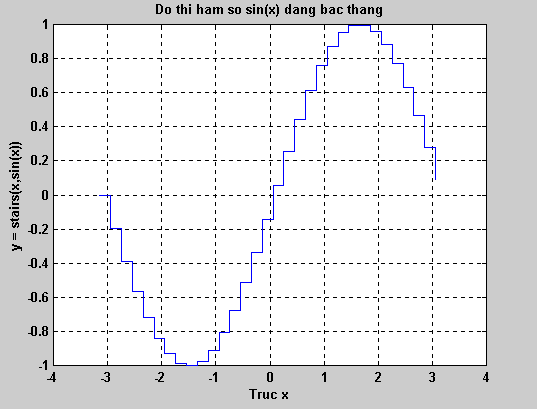 Do thi ham so sin(x) dang bac thang
1
0.8
0.6
0.4
0.2
0
-0.2
-0.4
-0.6
-0.8
-1
y = stairs(x,sin(x))
-4 -3 -2 -1 0 1 2 3 4
Truc x